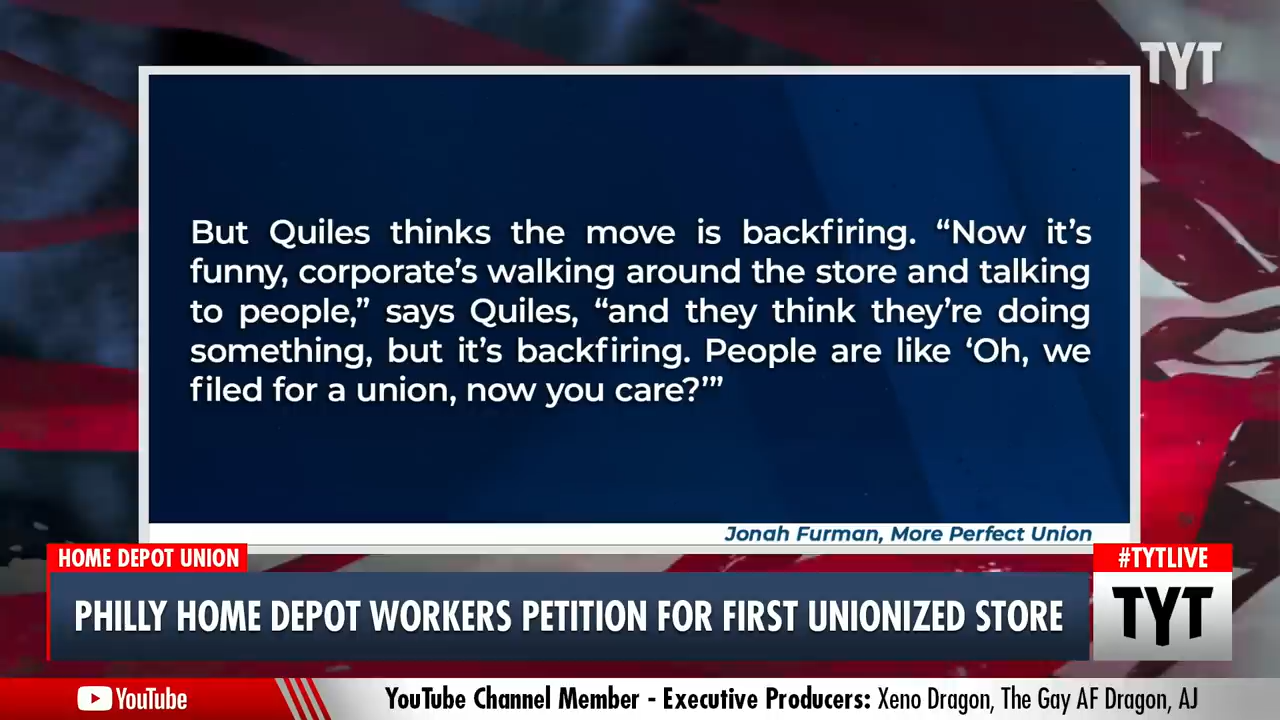 TYT
But Quiles thinks the move is backfiring. “Now it’s
funny, corporate’s walking around the store and talking
to people,” says Quiles, “and they think they’re doing
something, but it’s backfiring. People are like ‘Oh, we
filed for a union, now you care?’”
Jonah Furman, More Perfect Union
HOME DEPOT UNION
#TYTLIVE
PHILLY HOME DEPOT WORKERS PETITION FOR FIRST UNIONIZED STORE
TYT
YouTube
YouTube Channel Member - Executive Producers: Xeno Dragon, The Gay AF Dragon, AJ